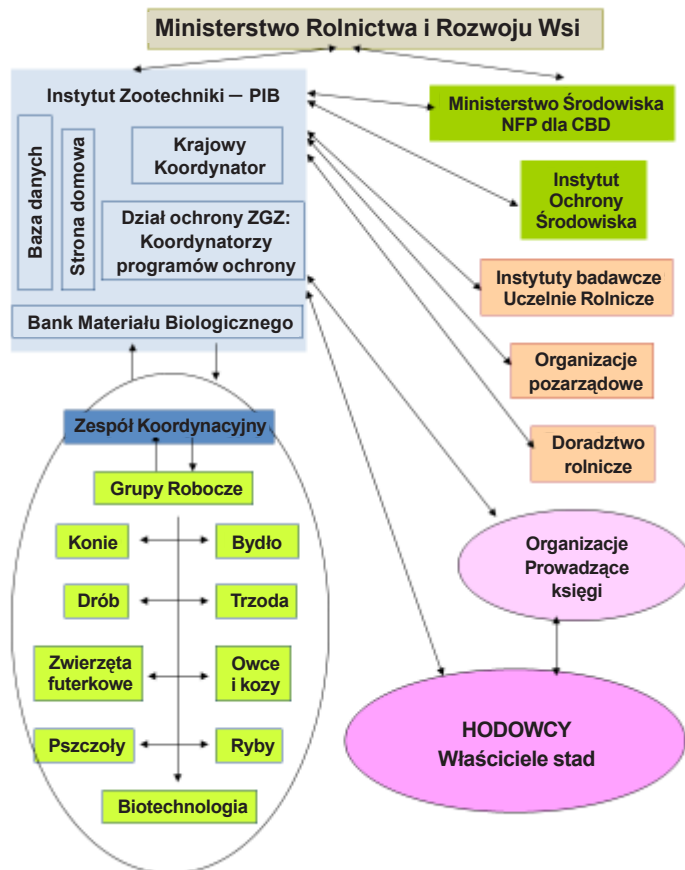 Ministerstwo Rolnictwa i Rozwoju Wsi
Instytut Zootechniki – PIB
Baza danych
Strona domowa
Krajowy
Koordynator
Dział ochrony ZGZ:
Koordynatorzy
programów ochrony
Bank Materiału Biologicznego
Ministerstwo Środowiska
NFP dla CBD
Instytut
Ochrony
Środowiska
Instytuty badawcze
Uczelnie Rolnicze
Organizacje
pozarządowe
Doradztwo
rolnicze
Organizacje
Prowadzące
księgi
HODOWCY
Właściciele stad
Zespół Koordynacyjny
Grupy Robocze
Konie
Bydło
Drób
Trzoda
Zwierzęta
futerkowe
Owce
i kozy
Pszczoły
Ryby
Biotechnologia